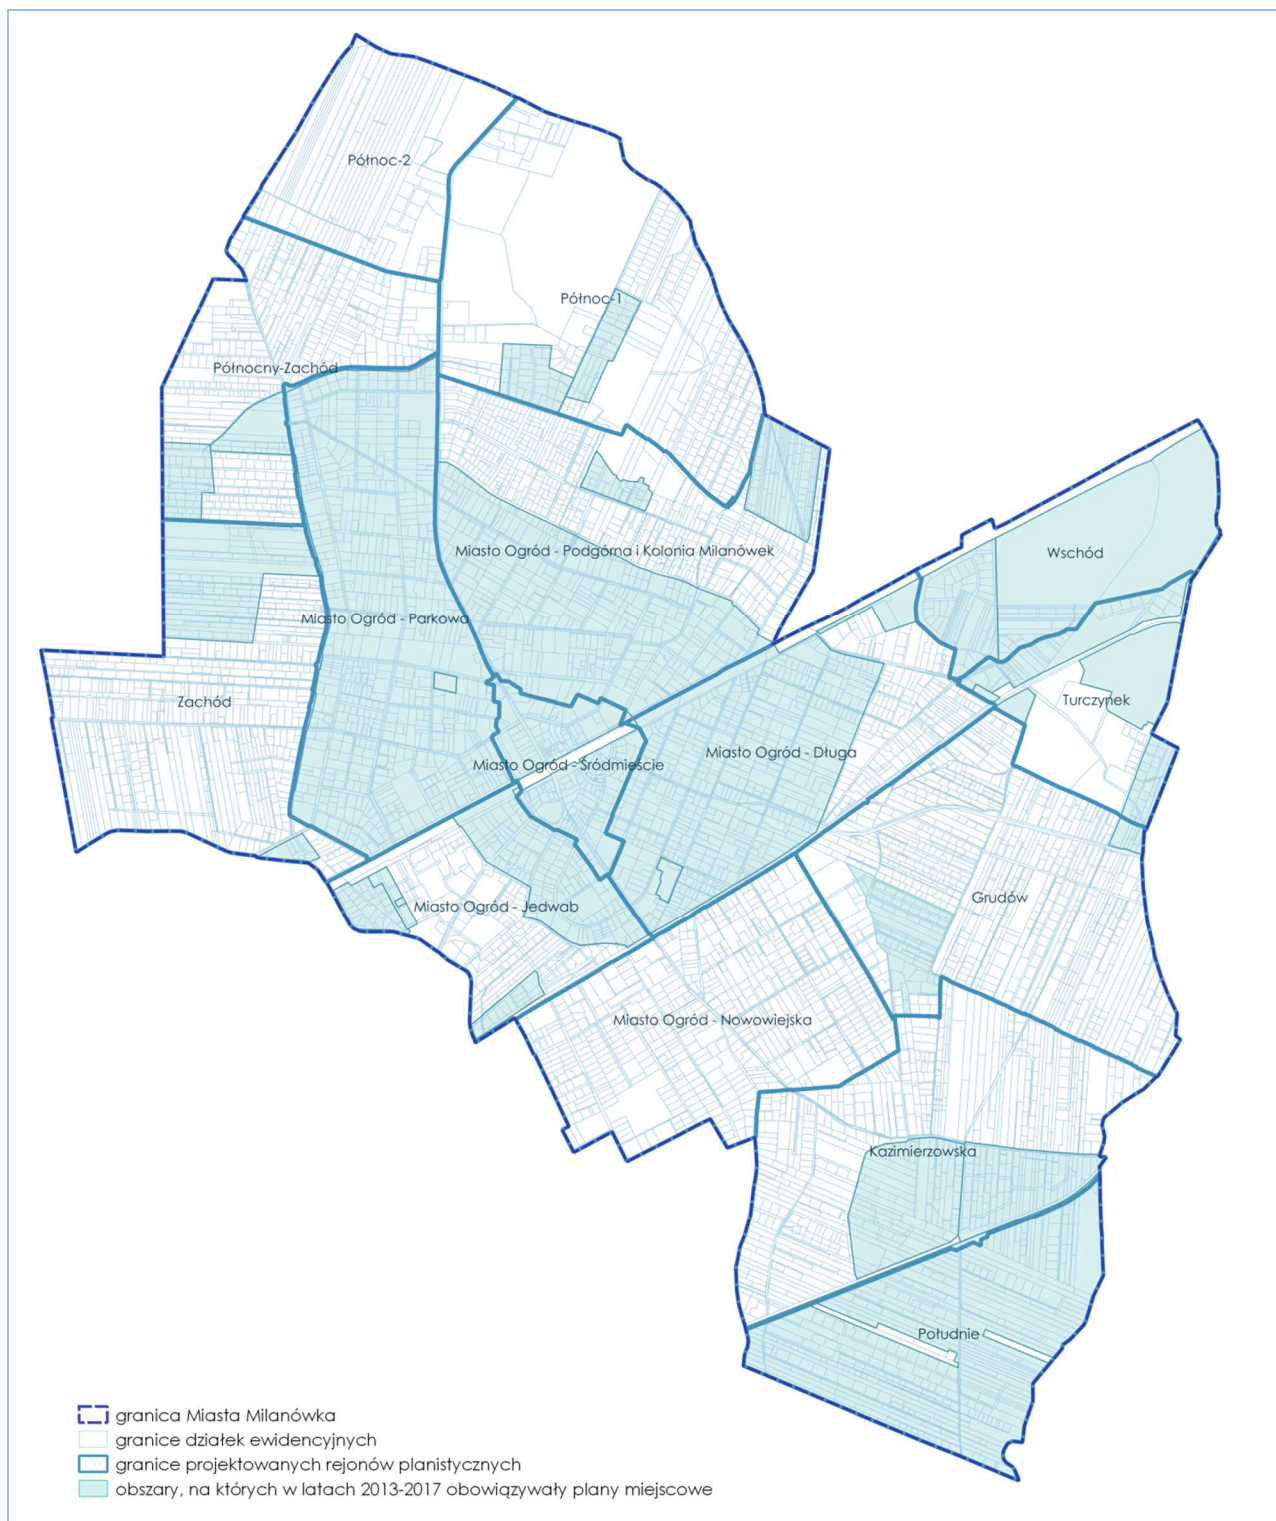 Północ-2
Północ-1
Północny-Zachód
Miasto Ogród - Podgórna i Kolonia Milanówek
Wschód
Miasto Ogród - Parkowa
Zachód
Turczynek
Miasto Ogród - Długa
Miasto Ogród - Śródmieście
Grudów
Miasto Ogród - Jedwab
Miasto Ogród - Nowowiejska
Kazimierzowska
Południe
granica Miasta Milanówka
granice działek ewidencyjnych
granice projektowanych rejonów planistycznych
obszary, na których w latach 2013-2017 obowiązywały plany miejscowe